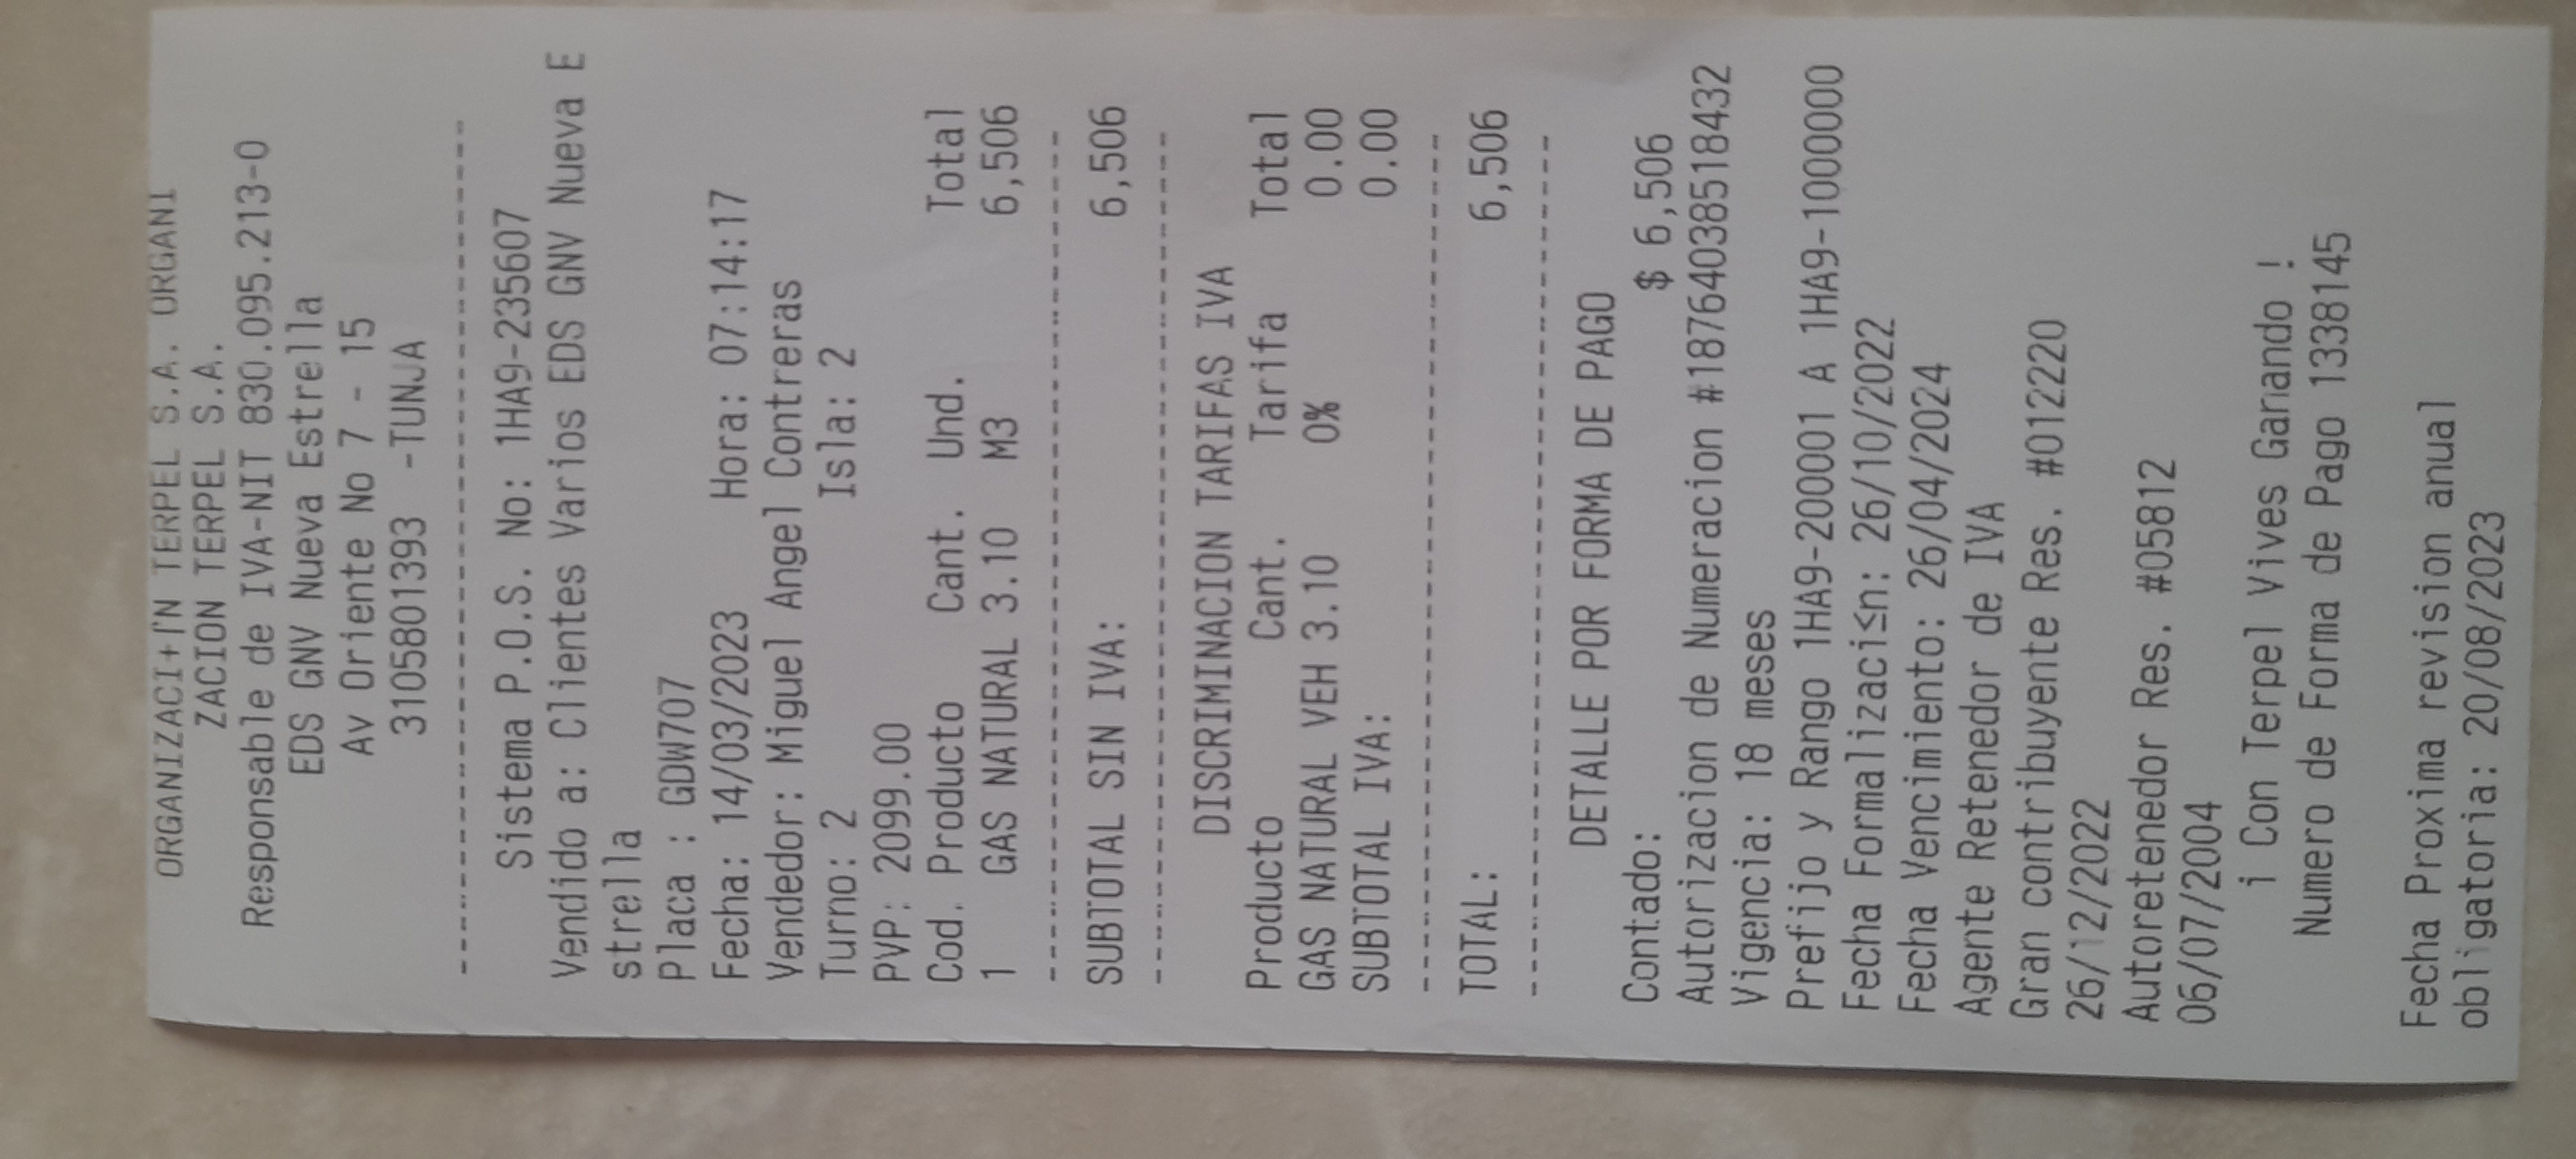 ORGANIZACI+ľN TERPEL S.A. ORGANI
ZACION TERPEL S.A.
Responsable de IVA-NIT 830.095.213-0
EDS GNV Nueva Estrella
Av Oriente No 7 - 15
3105801393 -TUNJA
----------------------------------------
Sistema P.O.S. No: 1HA9-235607
Vendido a: Clientes Varios EDS GNV Nueva E
strella
Placa : GDW707
Fecha: 14/03/2023 Hora: 07:14:17
Vendedor: Miguel Angel Contreras
Turno: 2 Isla: 2
PVP: 2099.00
Cod. Producto Cant. Und. Total
1 GAS NATURAL 3.10 M3 6,506
----------------------------------------
SUBTOTAL SIN IVA: 6,506
----------------------------------------
DISCRIMINACION TARIFAS IVA
Producto Cant. Tarifa Total
GAS NATURAL VEH 3.10 0% 0.00
SUBTOTAL IVA: 0.00
----------------------------------------
TOTAL: 6,506
----------------------------------------
DETALLE POR FORMA DE PAGO
Contado: $ 6,506
Autorizacion de Numeracion #18764038518432
Vigencia: 18 meses
Prefijo y Rango 1HA9-200001 A 1HA9-1000000
Fecha Formalizaci≤n: 26/10/2022
Fecha Vencimiento: 26/04/2024
Agente Retenedor de IVA
Gran contribuyente Res. #012220
26/12/2022
Autoretenedor Res. #05812
06/07/2004
¡ Con Terpel Vives Ganando !
Numero de Forma de Pago 1338145
Fecha Proxima revision anual
obligatoria: 20/08/2023